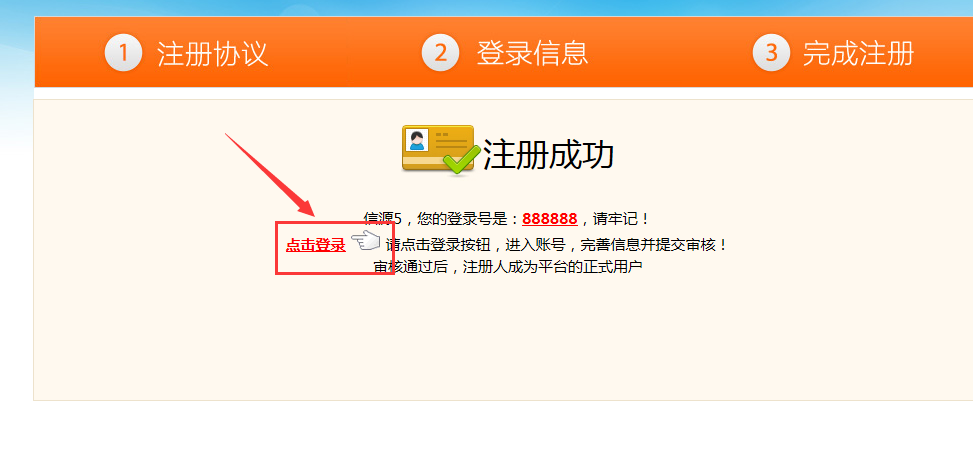 1 注册协议 2 登录信息 3 完成注册
注册成功
信源5，您的登录号是：888888，请牢记！
点击登录 请点击登录按钮，进入账号，完善信息并提交审核！
审核通过后，注册人成为平台的正式用户